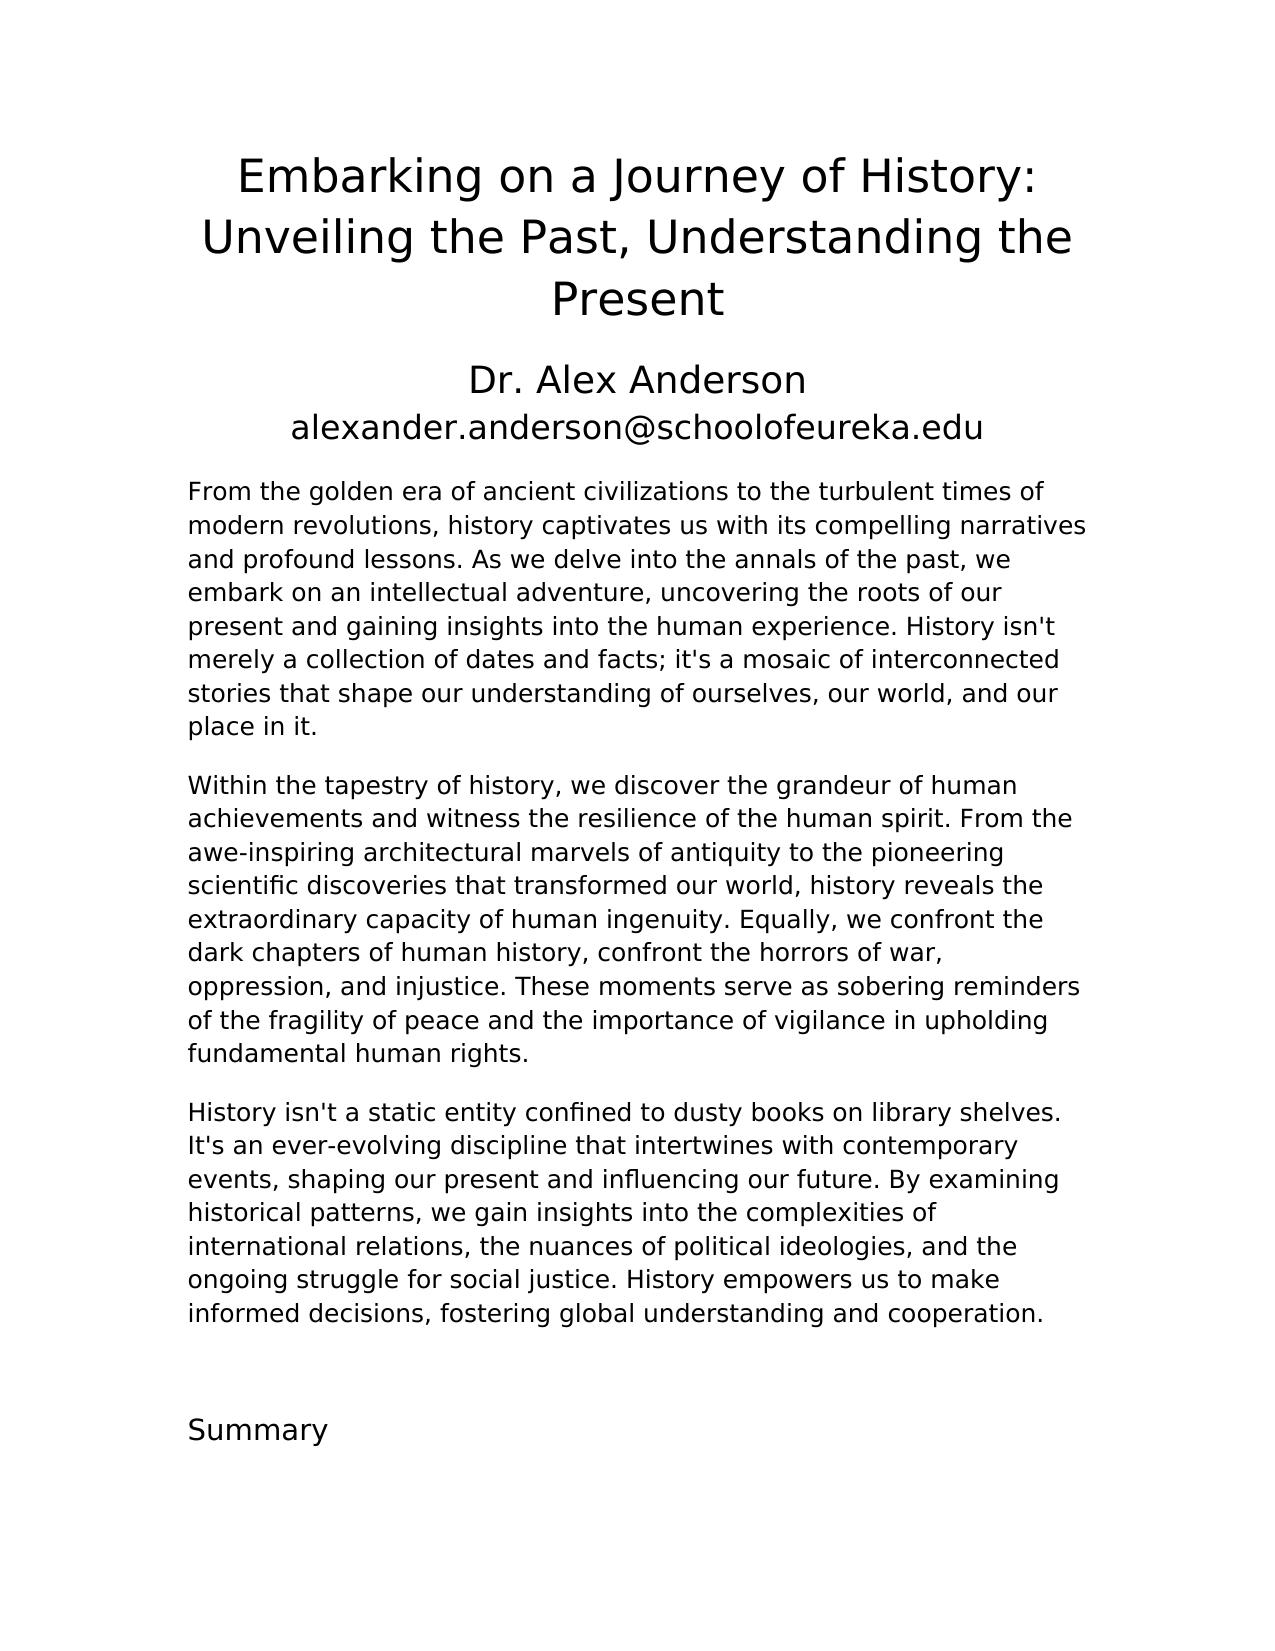 Embarking on a Journey of History:
Unveiling the Past, Understanding the
Present
Dr. Alex Anderson
alexander.anderson@schoolofeureka.edu
From the golden era of ancient civilizations to the turbulent times of
modern revolutions, history captivates us with its compelling narratives
and profound lessons. As we delve into the annals of the past, we
embark on an intellectual adventure, uncovering the roots of our
present and gaining insights into the human experience. History isn't
merely a collection of dates and facts; it's a mosaic of interconnected
stories that shape our understanding of ourselves, our world, and our
place in it.
Within the tapestry of history, we discover the grandeur of human
achievements and witness the resilience of the human spirit. From the
awe-inspiring architectural marvels of antiquity to the pioneering
scientific discoveries that transformed our world, history reveals the
extraordinary capacity of human ingenuity. Equally, we confront the
dark chapters of human history, confront the horrors of war,
oppression, and injustice. These moments serve as sobering reminders
of the fragility of peace and the importance of vigilance in upholding
fundamental human rights.
History isn't a static entity confined to dusty books on library shelves.
It's an ever-evolving discipline that intertwines with contemporary
events, shaping our present and influencing our future. By examining
historical patterns, we gain insights into the complexities of
international relations, the nuances of political ideologies, and the
ongoing struggle for social justice. History empowers us to make
informed decisions, fostering global understanding and cooperation.
Summary